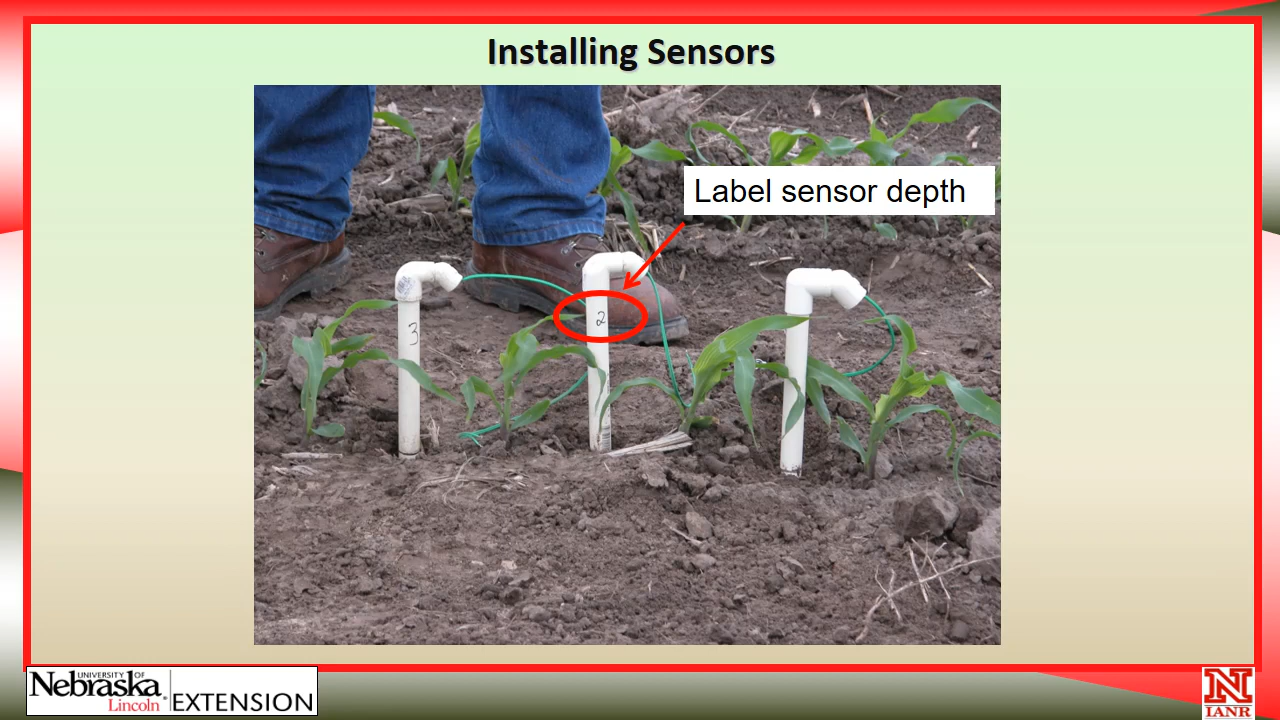 Installing Sensors
Label sensor depth
3
2
UNIVERSITY OF
Nebraska
Lincoln
EXTENSION
N
IANR